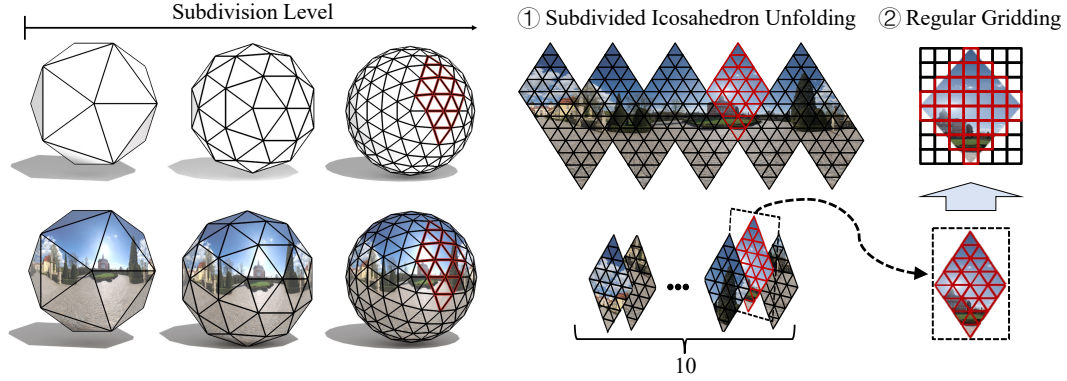 Subdivision Level
① Subdivided Icosahedron Unfolding
② Regular Gridding
10